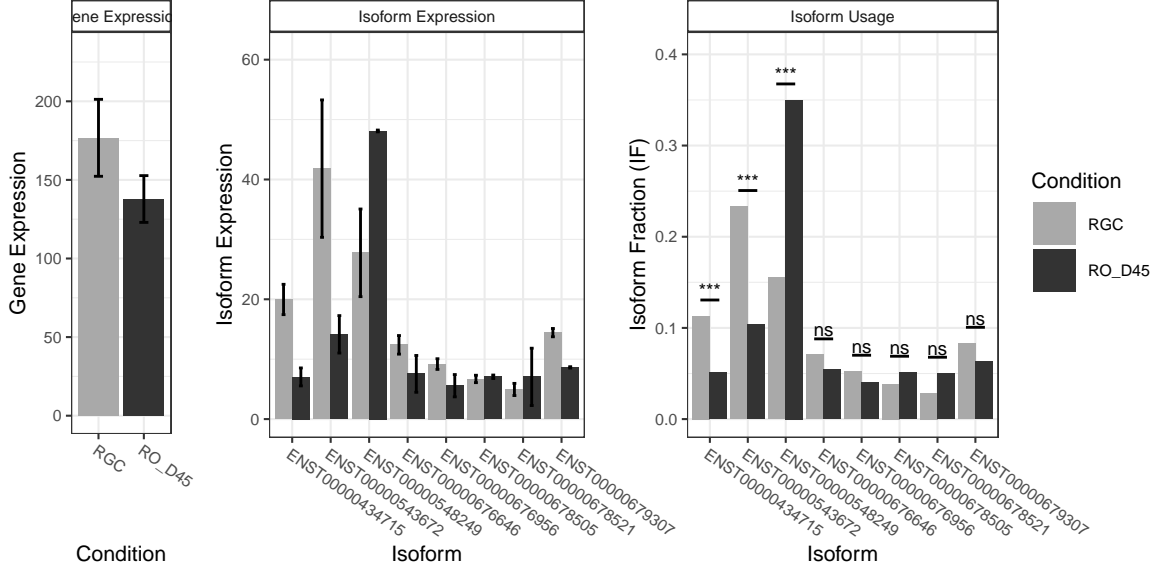 ene Expressio
Gene Expression
200
150
100
50
0
RGC
RO_D45
Condition
Isoform Expression
Isoform Expression
60
40
20
0
ENST00000434715
ENST00000543672
ENST00000548249
ENST00000676646
ENST00000676956
ENST00000678505
ENST00000678521
ENST00000679307
Isoform
Isoform Usage
Isoform Fraction (IF)
0.4
0.3
0.2
0.1
0.0
***
***
***
ns
ns
ns
ns
ns
ENST00000434715
ENST00000543672
ENST00000548249
ENST00000676646
ENST00000676956
ENST00000678505
ENST00000678521
ENST00000679307
Isoform
Condition
RGC
RO_D45